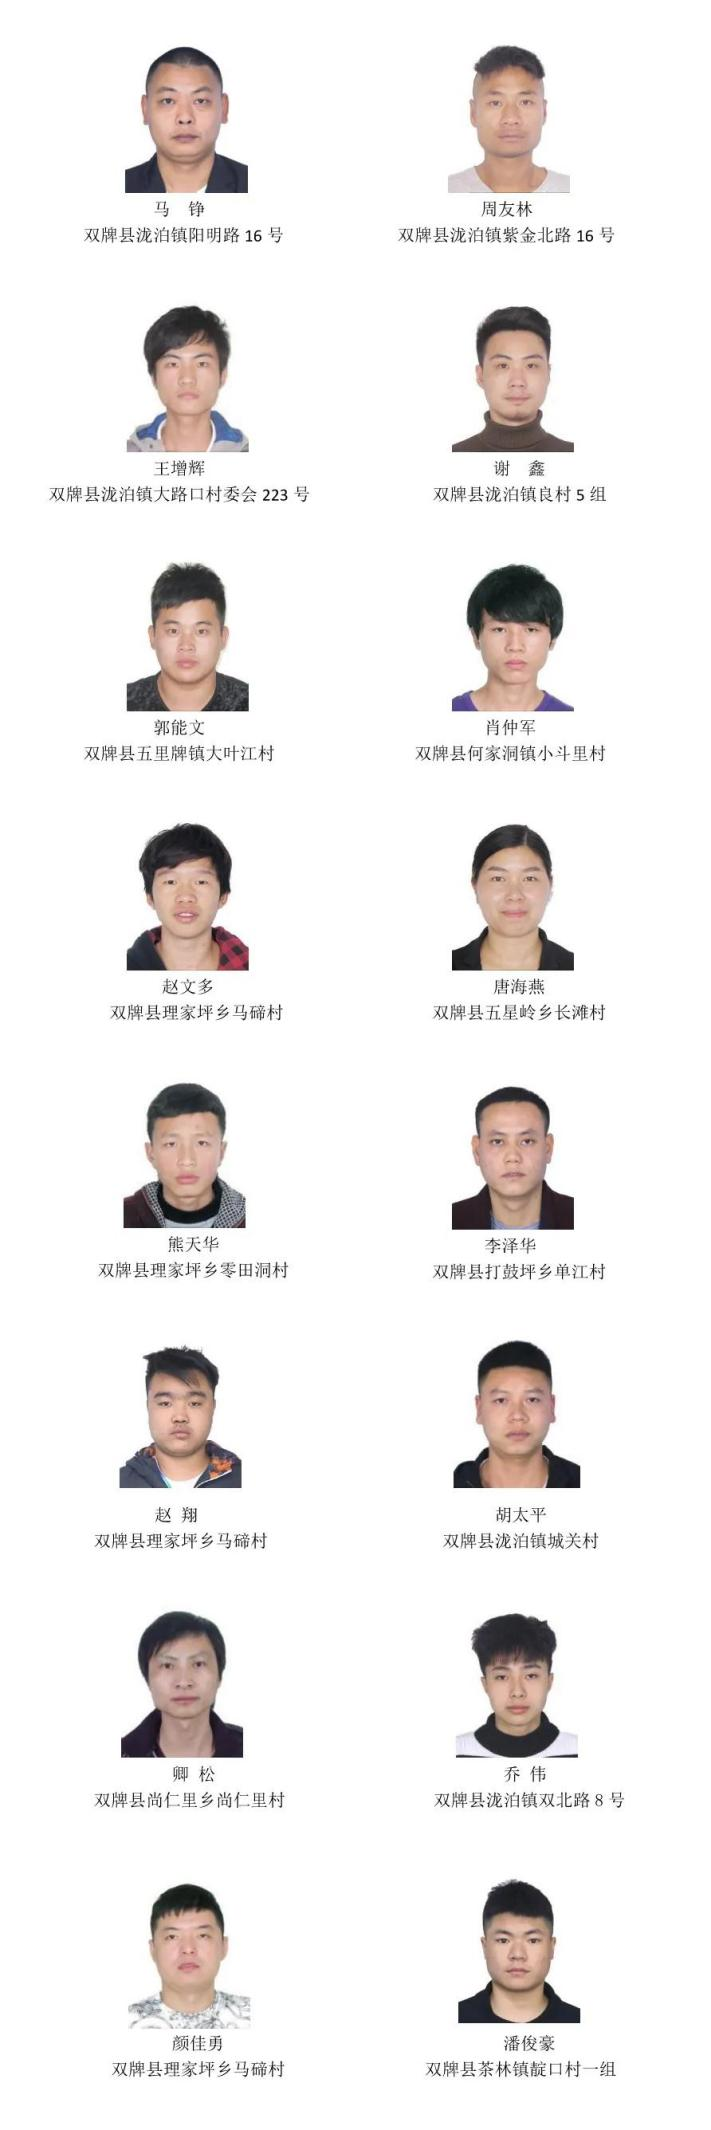 马　铮
双牌县泷泊镇阳明路 16 号
周友林
双牌县泷泊镇紫金北路 16 号
王增辉
双牌县泷泊镇大路口村委会 223 号
谢　鑫
双牌县泷泊镇良村 5 组
郭能文
双牌县五里牌镇大叶江村
肖仲军
双牌县何家洞镇小斗里村
赵文多
双牌县理家坪乡马碲村
唐海燕
双牌县五星岭乡长滩村
熊天华
双牌县理家坪乡零田洞村
李泽华
双牌县打鼓坪乡单江村
赵 翔
双牌县理家坪乡马碲村
胡太平
双牌县泷泊镇城关村
卿 松
双牌县尚仁里乡尚仁里村
乔 伟
双牌县泷泊镇双北路 8 号
颜佳勇
双牌县理家坪乡马碲村
潘俊豪
双牌县茶林镇靛口村一组